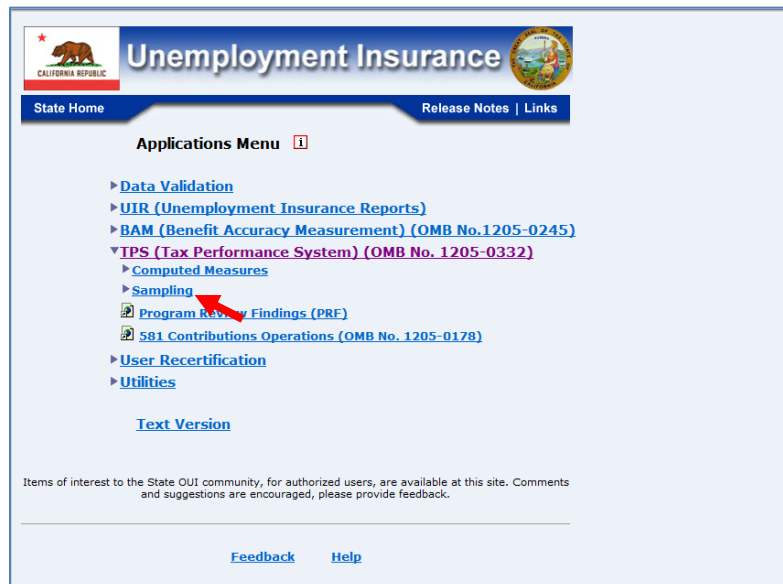 CALIFORNIA REPUBLIC
Unemployment Insurance
State Home
Release Notes | Links
Applications Menu i
Data Validation
UIR (Unemployment Insurance Reports)
BAM (Benefit Accuracy Measurement) (OMB No.1205-0245)
TPS (Tax Performance System) (OMB No. 1205-0332)
Computed Measures
Sampling
Program Review Findings (PRF)
581 Contributions Operations (OMB No. 1205-0178)
User Recertification
Utilities
Text Version
Items of interest to the State OUI community, for authorized users, are available at this site. Comments
and suggestions are encouraged, please provide feedback.
Feedback Help